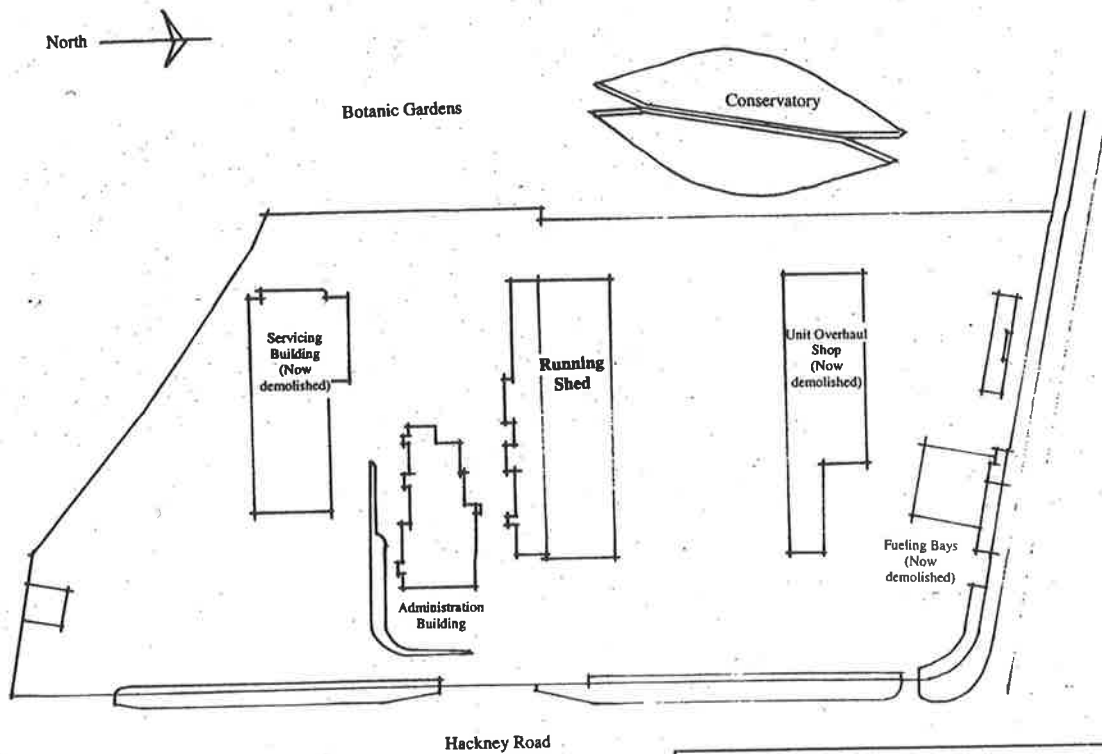 North
Botanic Gardens
Conservatory
Servicing
Building
(Now
demolished)
Running
Shed
Unit Overhaul
Shop
(Now
demolished)
Fueling Bays
(Now
demolished)
Administration
Building
Hackney Road